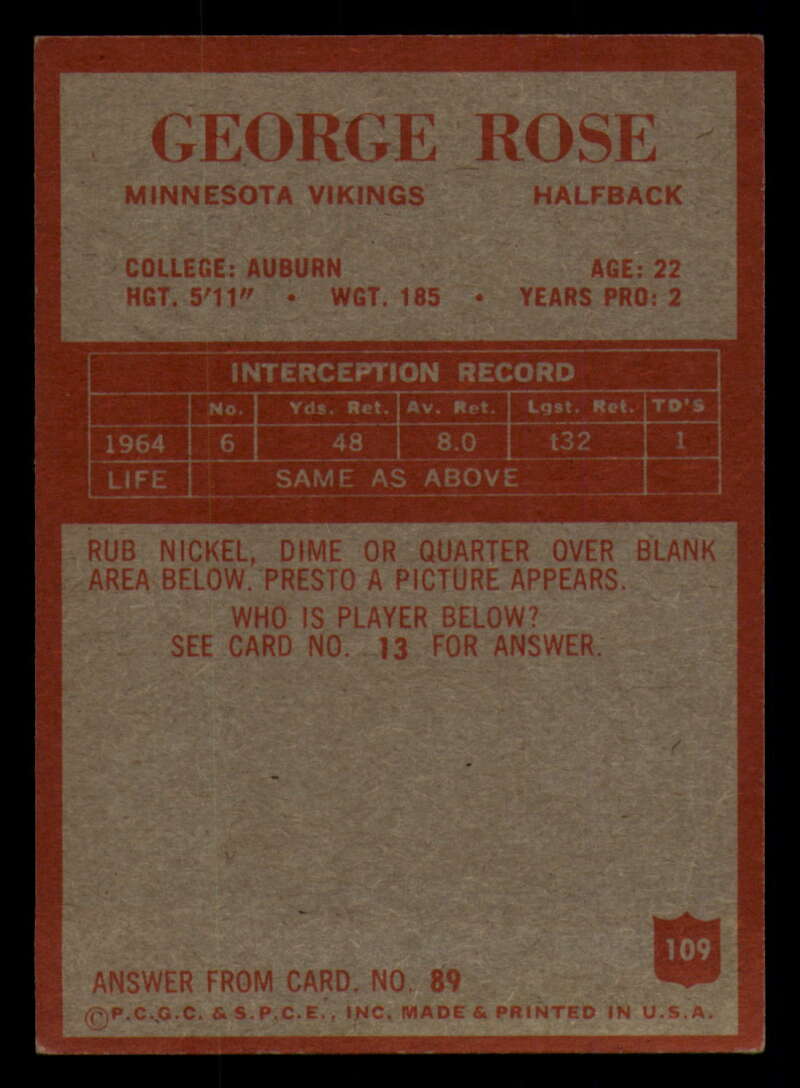 GEORGE ROSE
MINNESOTA VIKINGS HALFBACK
COLLEGE: AUBURN AGE: 22
HGT. 5'11" • WGT. 185 • YEARS PRO: 2
INTERCEPTION RECORD
No. Yds. Ret. Av. Ret. Lgst. Ret. TD'S
1964 6 48 8.0 t32 1
LIFE SAME AS ABOVE
RUB NICKEL, DIME OR QUARTER OVER BLANK
AREA BELOW. PRESTO A PICTURE APPEARS.
WHO IS PLAYER BELOW?
SEE CARD NO. 13 FOR ANSWER.
109
ANSWER FROM CARD. NO. 89
©P.C.G.C. & S.P.C.E., INC. MADE & PRINTED IN U.S.A.